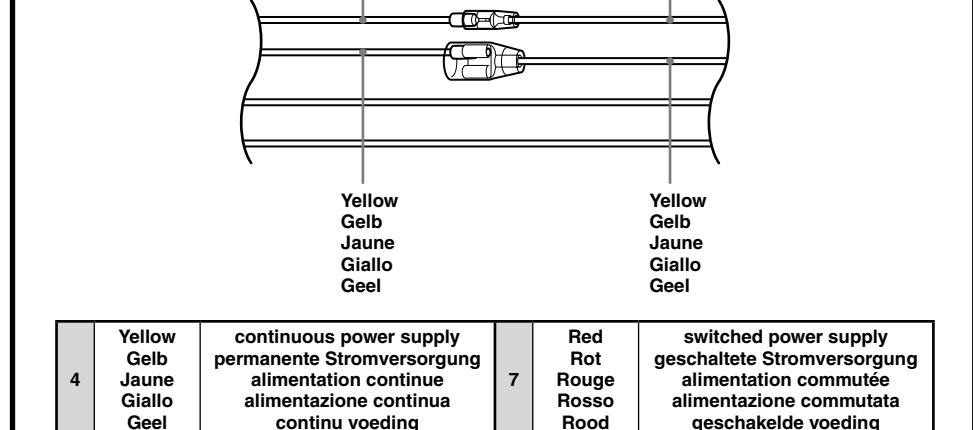 Yellow
Gelb
Jaune
Giallo
Geel
Yellow
Gelb
Jaune
Giallo
Geel
4
Yellow
Gelb
Jaune
Giallo
Geel
continuous power supply
permanente Stromversorgung
alimentation continue
alimentazione continua
continu voeding
7
Red
Rot
Rouge
Rosso
Rood
switched power supply
geschaltete Stromversorgung
alimentation commutée
alimentazione commutata
geschakelde voeding